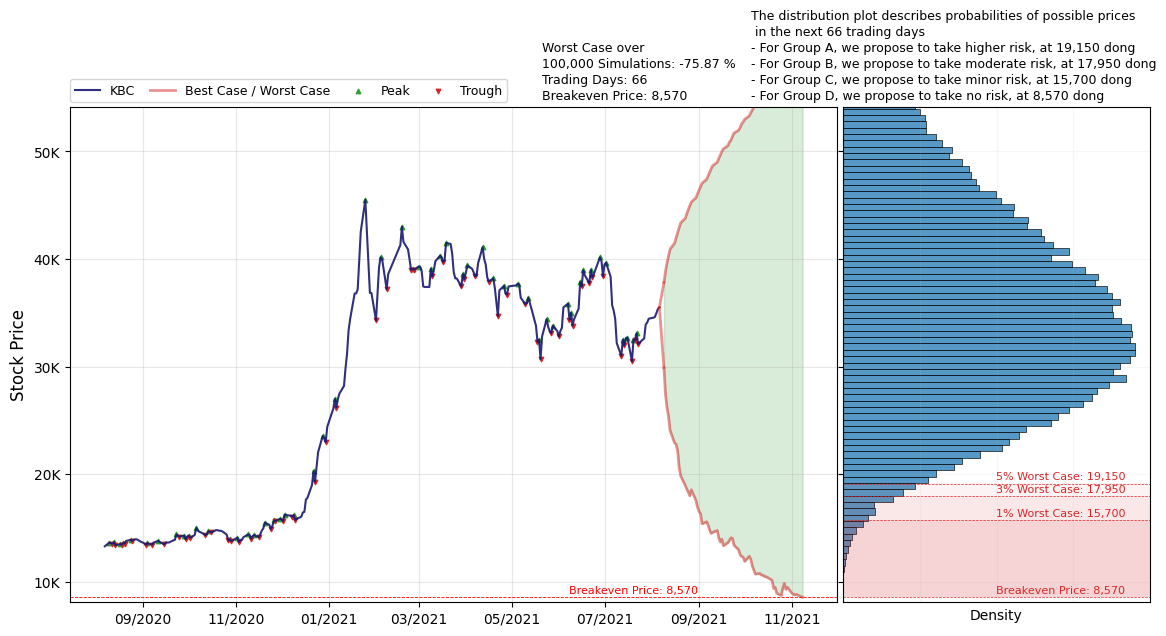 The distribution plot describes probabilities of possible prices
in the next 66 trading days
- For Group A, we propose to take higher risk, at 19,150 dong
- For Group B, we propose to take moderate risk, at 17,950 dong
- For Group C, we propose to take minor risk, at 15,700 dong
- For Group D, we propose to take no risk, at 8,570 dong
Worst Case over
100,000 Simulations: -75.87 %
Trading Days: 66
Breakeven Price: 8,570
KBC
Best Case / Worst Case
Peak
Trough
Stock Price
50K
40K
30K
20K
10K
Breakeven Price: 8,570
09/2020
11/2020
01/2021
03/2021
05/2021
07/2021
09/2021
11/2021
5% Worst Case: 19,150
3% Worst Case: 17,950
1% Worst Case: 15,700
Breakeven Price: 8,570
Density